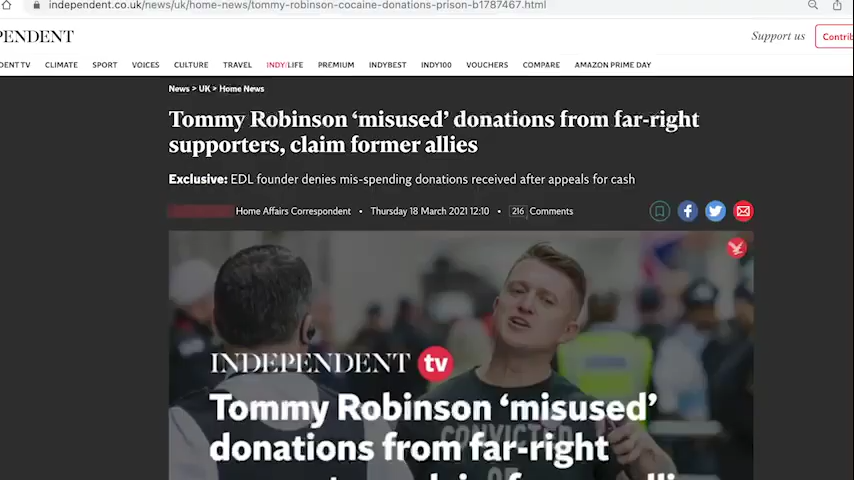 independent.co.uk/news/uk/home-news/tommy-robinson-cocaine-donations-prison-b1787467.html
PENDENT
Support us
Contrib
DENT TV CLIMATE SPORT VOICES CULTURE TRAVEL INDY/LIFE PREMIUM INDYBEST INDY100 VOUCHERS COMPARE AMAZON PRIME DAY
News > UK > Home News
Tommy Robinson ‘misused’ donations from far-right
supporters, claim former allies
Exclusive: EDL founder denies mis-spending donations received after appeals for cash
Home Affairs Correspondent • Thursday 18 March 2021 12:10 • 216 Comments
INDEPENDENT tv
Tommy Robinson ‘misused’
donations from far-right
CONVICTED
OF